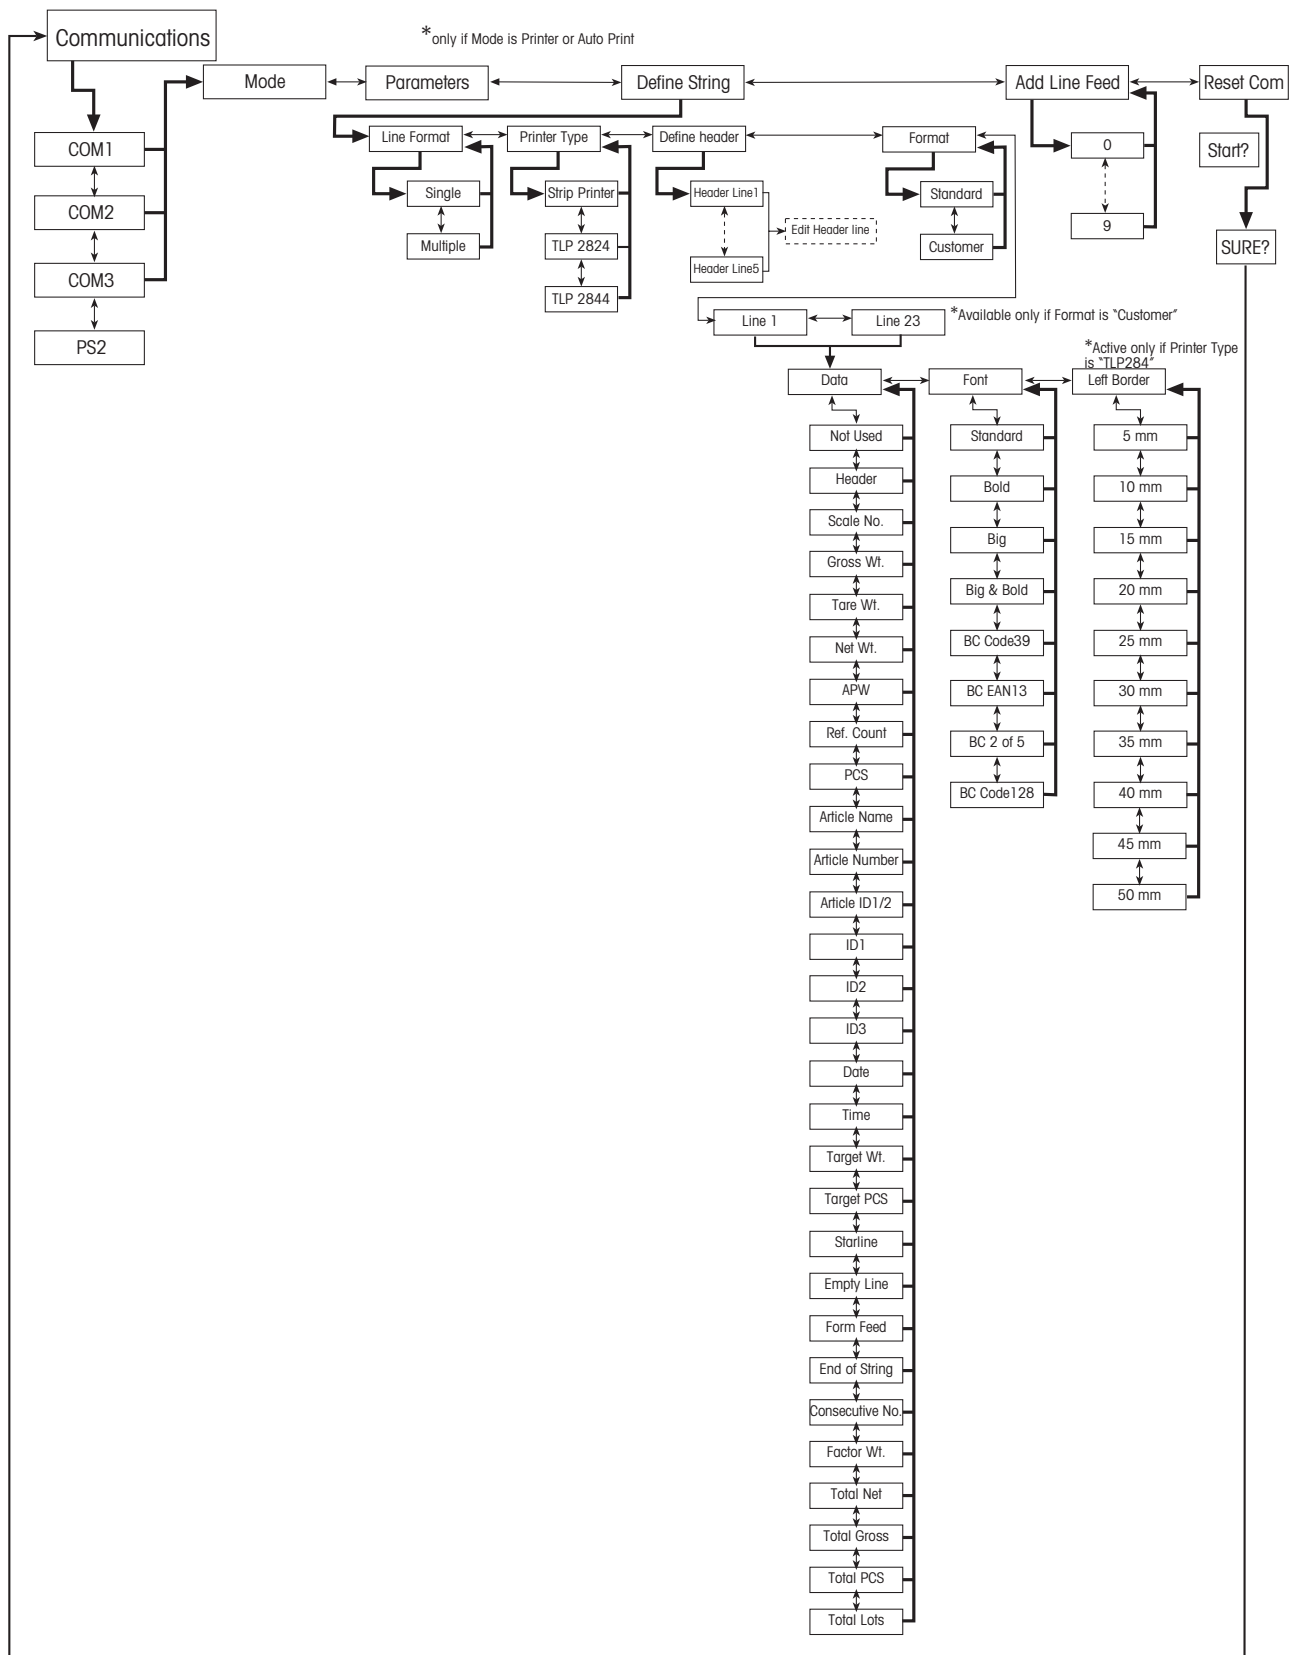 Communications
*only if Mode is Printer or Auto Print
Mode
Parameters
Define String
Add Line Feed
Reset Com
COM1
COM2
COM3
PS2
Line Format
Printer Type
Define header
Format
0
9
Start?
SURE?
Single
Multiple
Strip Printer
TLP 2824
TLP 2844
Header Line1
Header Line5
Edit Header line
Standard
Customer
Line 1
Line 23
*Available only if Format is "Customer"
*Active only if Printer Type
is "TLP284"
Data
Font
Left Border
Not Used
Header
Scale No.
Gross Wt.
Tare Wt.
Net Wt.
APW
Ref. Count
PCS
Article Name
Article Number
Article ID1/2
ID1
ID2
ID3
Date
Time
Target Wt.
Target PCS
Starline
Empty Line
Form Feed
End of String
Consecutive No.
Factor Wt.
Total Net
Total Gross
Total PCS
Total Lots
Standard
Bold
Big
Big & Bold
BC Code39
BC EAN13
BC 2 of 5
BC Code128
5 mm
10 mm
15 mm
20 mm
25 mm
30 mm
35 mm
40 mm
45 mm
50 mm